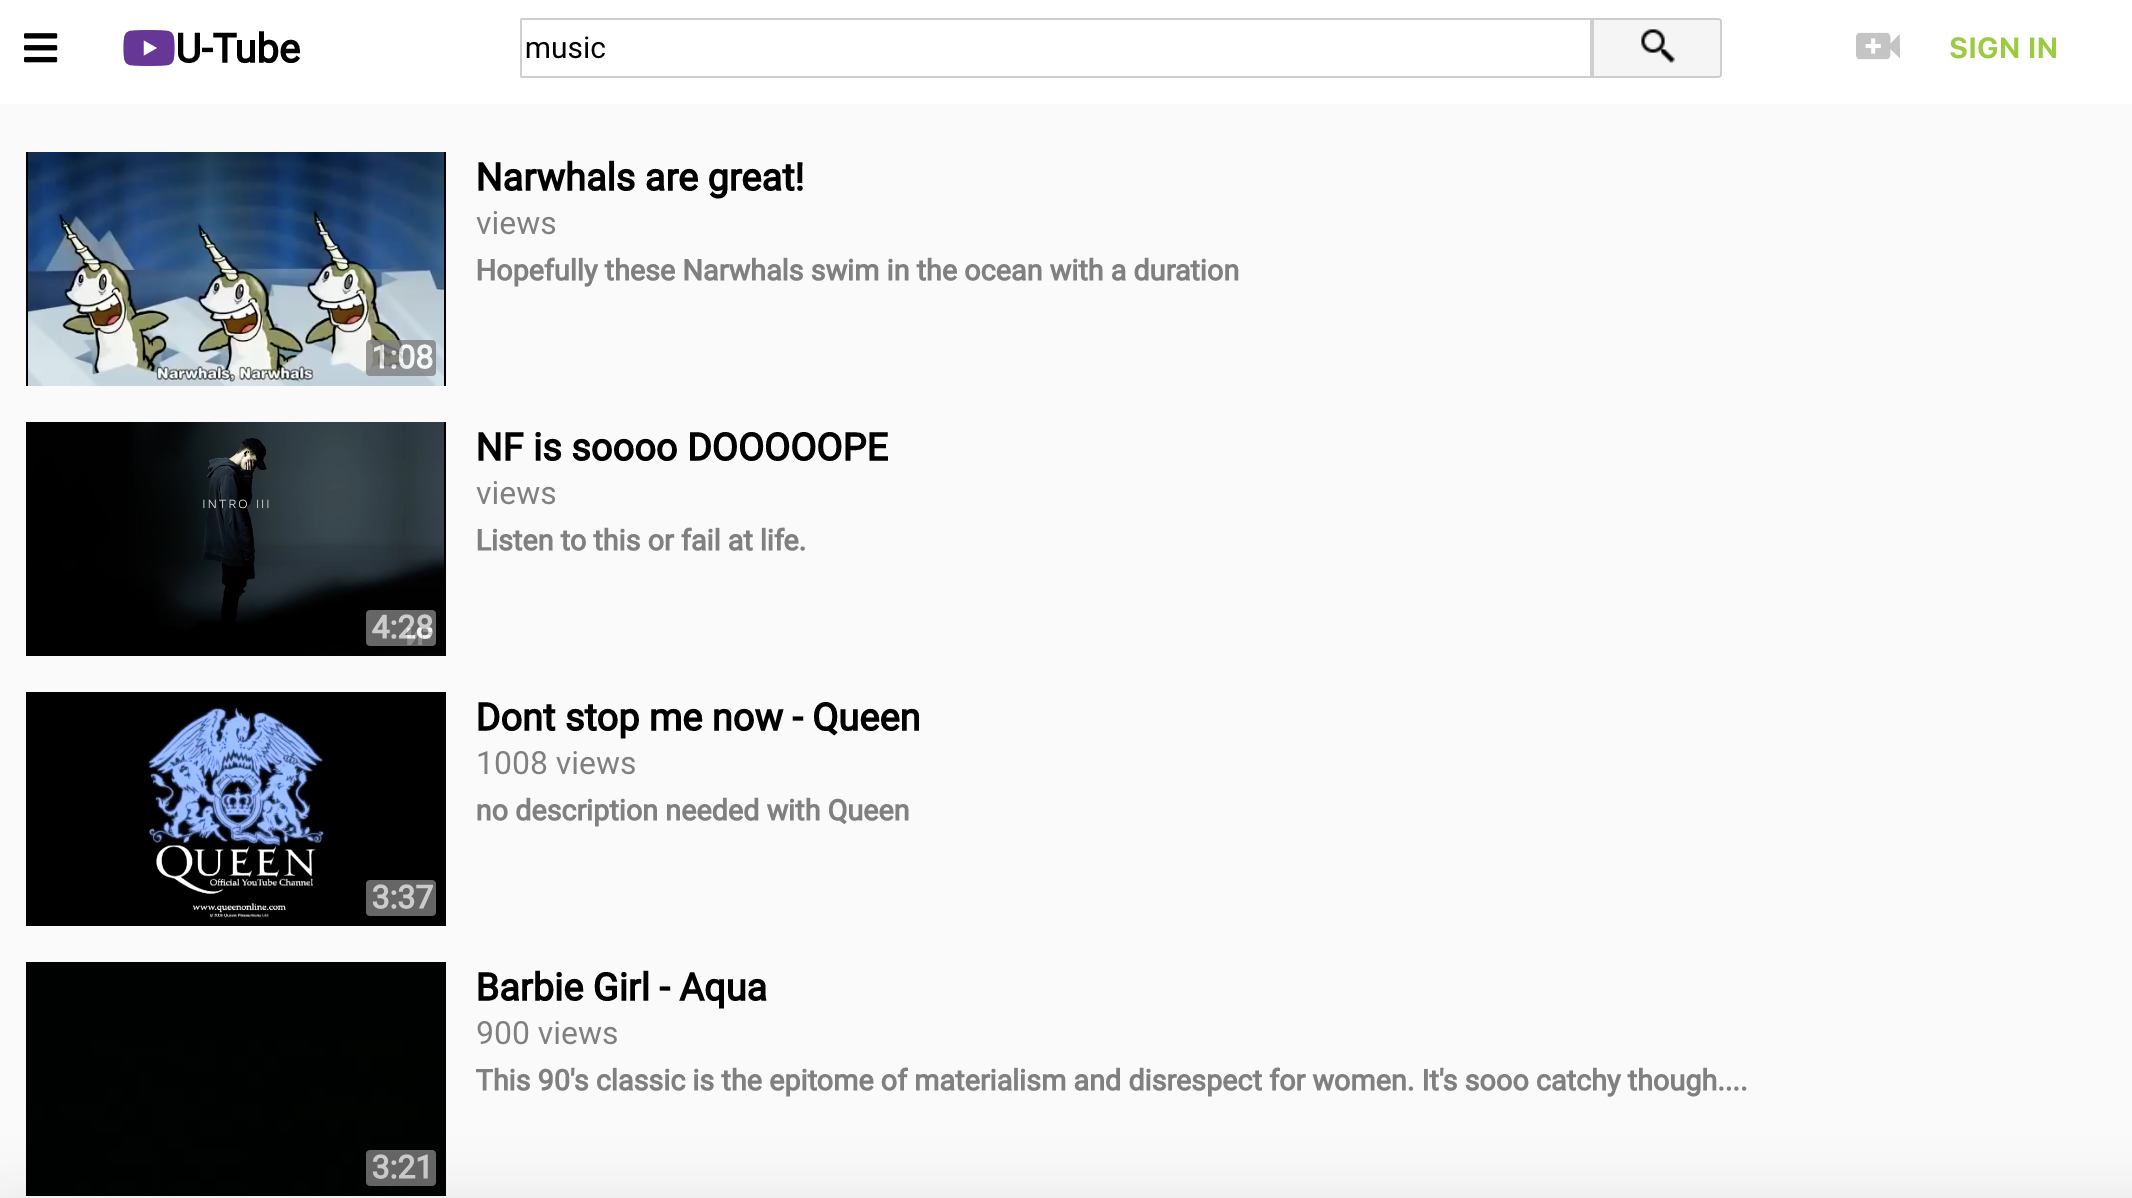 U-Tube
music
SIGN IN
Narwhals are great!
views
Hopefully these Narwhals swim in the ocean with a duration
Narwhals, Narwhals
1:08
NF is soooo DOOOOOPE
views
Listen to this or fail at life.
INTRO III
4:28
Dont stop me now - Queen
1008 views
no description needed with Queen
QUEEN
Official YouTube Channel
www.queenonline.com
3:37
Barbie Girl - Aqua
900 views
This 90's classic is the epitome of materialism and disrespect for women. It's sooo catchy though....
3:21